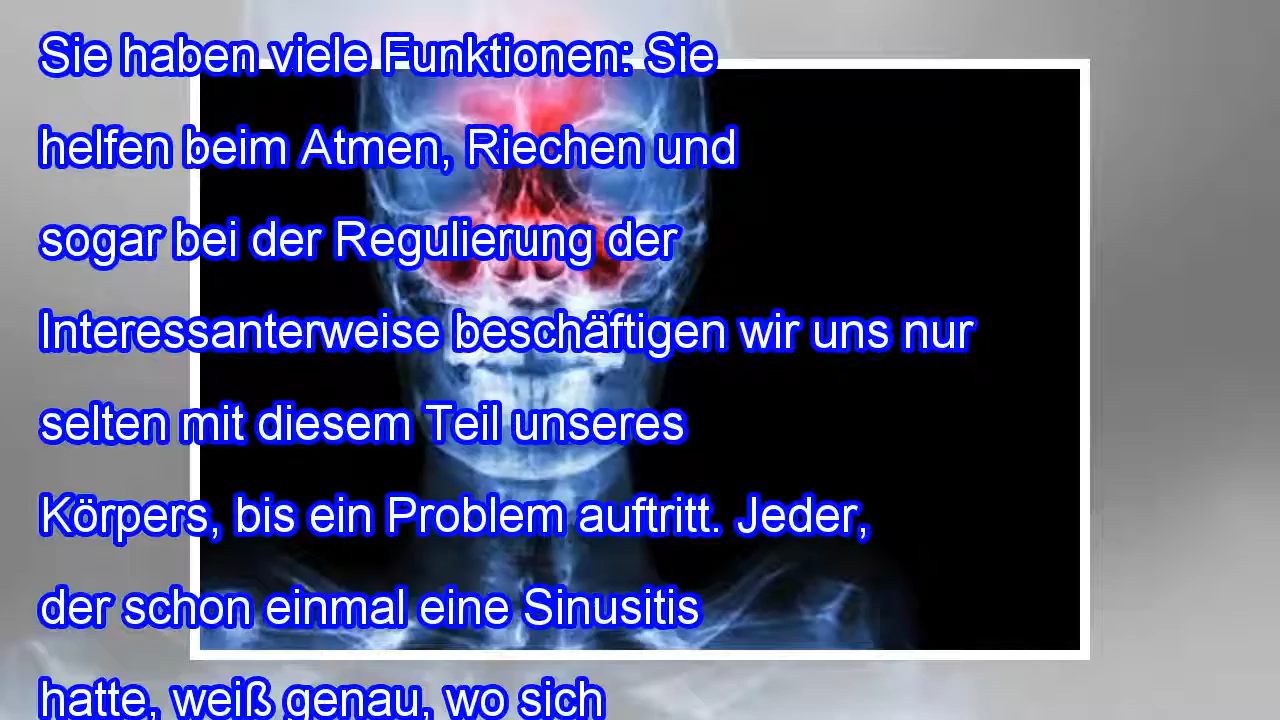 Sie haben viele Funktionen: Sie
helfen beim Atmen, Riechen und
sogar bei der Regulierung der
Interessanterweise beschäftigen wir uns nur
selten mit diesem Teil unseres
Körpers, bis ein Problem auftritt. Jeder,
der schon einmal eine Sinusitis
hatte, weiß genau, wo sich